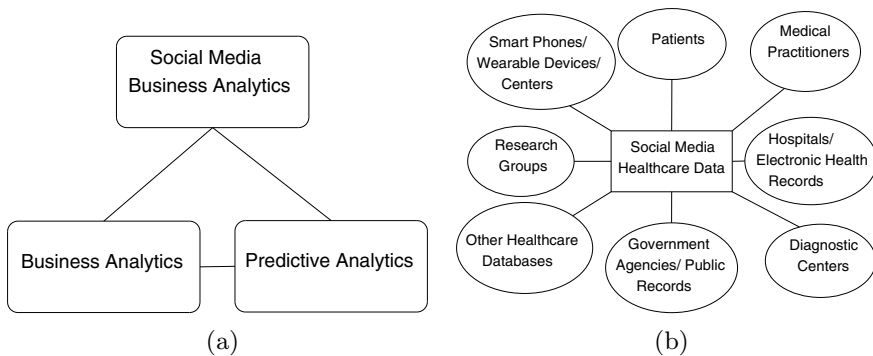 Social Media
Business Analytics
Business Analytics
Predictive Analytics
(a)
Smart Phones/
Wearable Devices/
Centers
Patients
Medical
Practitioners
Research
Groups
Social Media
Healthcare Data
Hospitals/
Electronic Health
Records
Other Healthcare
Databases
Government
Agencies/ Public
Records
Diagnostic
Centers
(b)